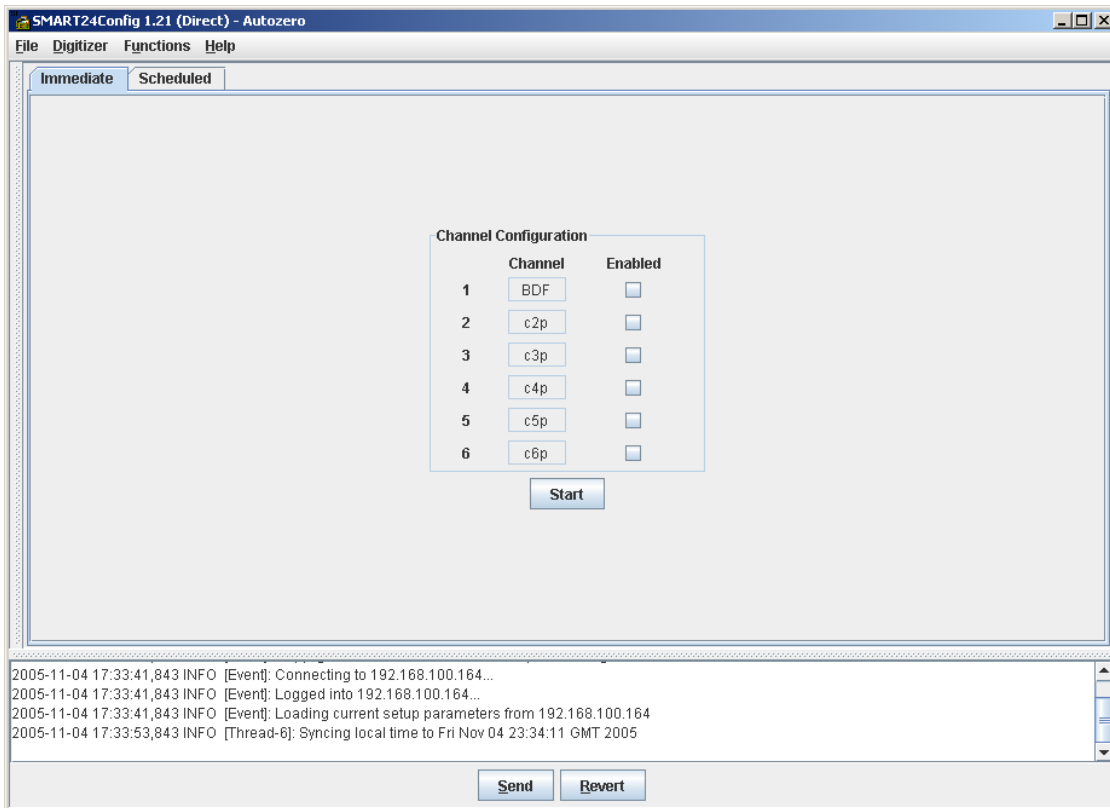 SMART24Config 1.21 (Direct) - Autozero
File Digitizer Functions Help
Immediate Scheduled
Channel Configuration
Channel Enabled
1 BDF
2 c2p
3 c3p
4 c4p
5 c5p
6 c6p
Start
2005-11-04 17:33:41,843 INFO [Event]: Connecting to 192.168.100.164...
2005-11-04 17:33:41,843 INFO [Event]: Logged into 192.168.100.164...
2005-11-04 17:33:41,843 INFO [Event]: Loading current setup parameters from 192.168.100.164
2005-11-04 17:33:53,843 INFO [Thread-6]: Syncing local time to Fri Nov 04 23:34:11 GMT 2005
Send Revert